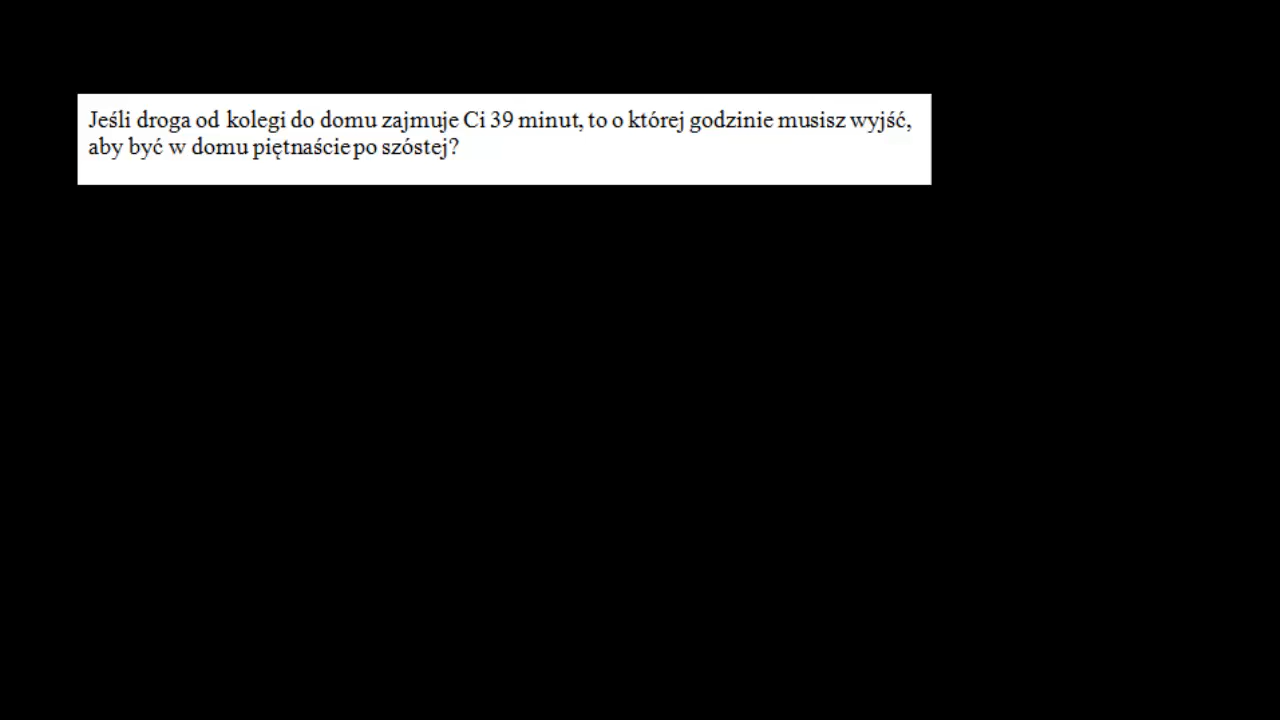 Jeśli droga od kolegi do domu zajmuje Ci 39 minut, to o której godzinie musisz wyjść,
aby być w domu piętnaście po szóstej?